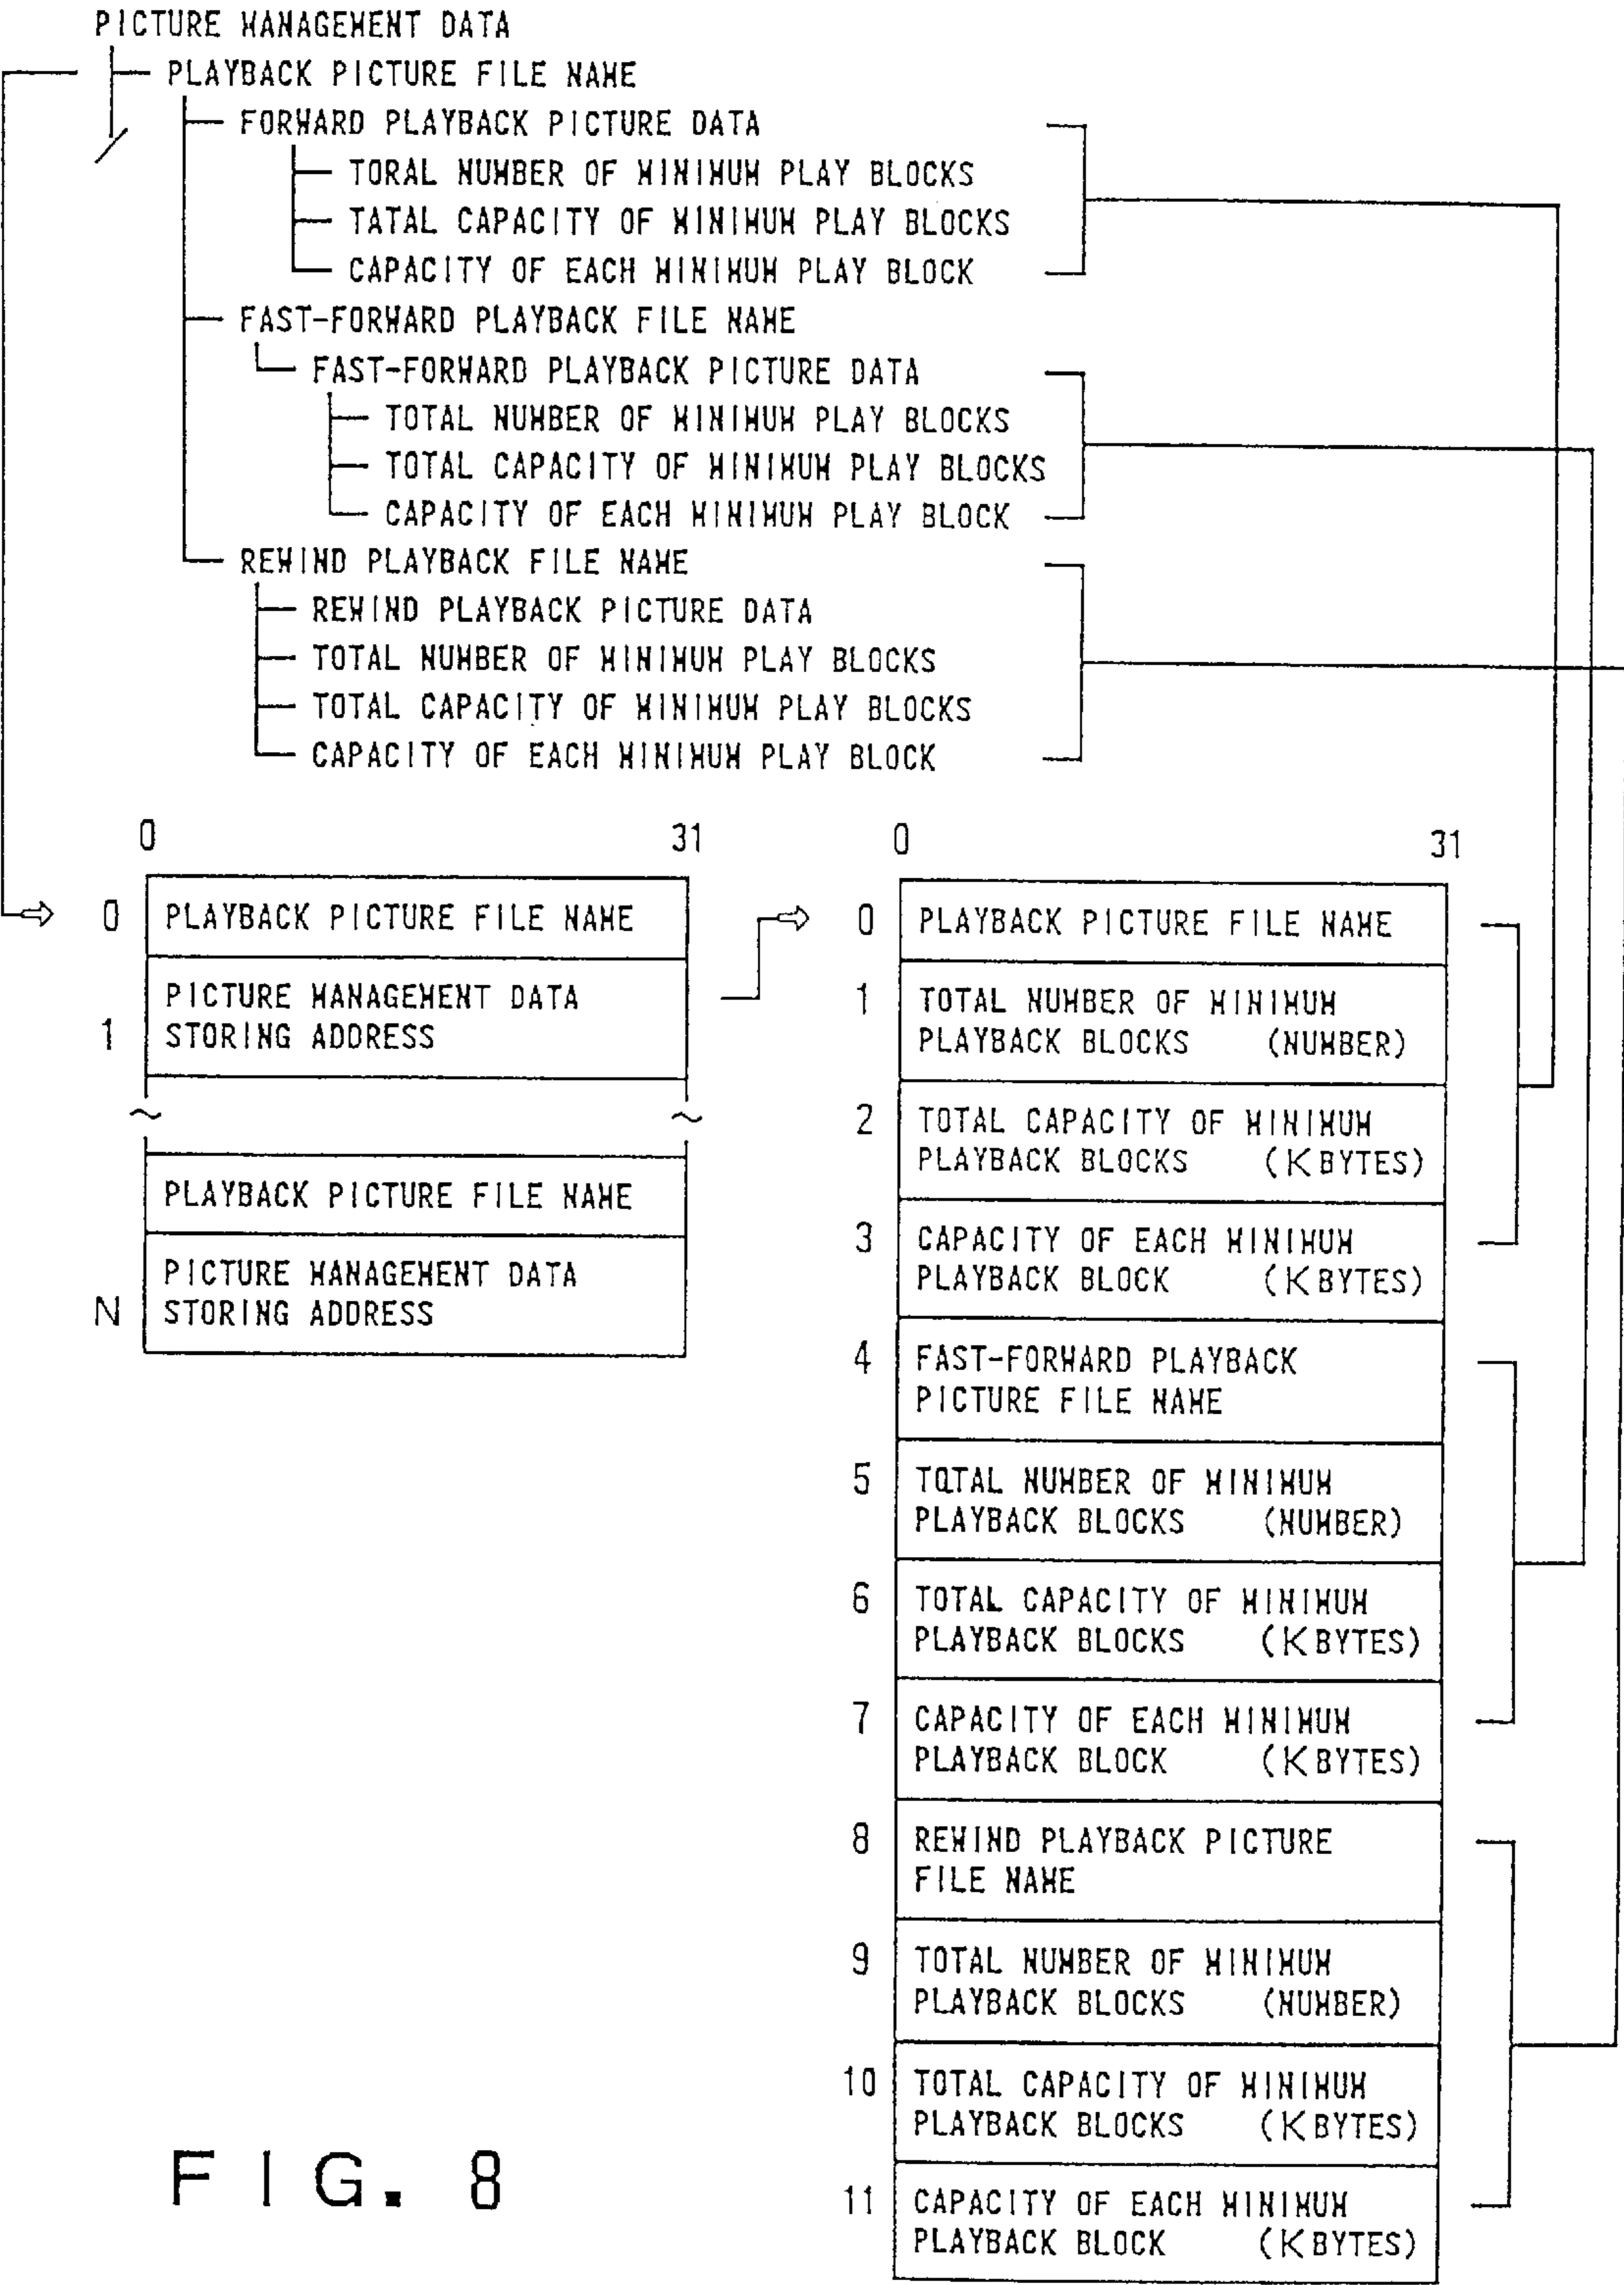 PICTURE MANAGEMENT DATA
PLAYBACK PICTURE FILE NAME
FORWARD PLAYBACK PICTURE DATA
TORAL NUMBER OF MINIMUM PLAY BLOCKS
TATAL CAPACITY OF MINIMUM PLAY BLOCKS
CAPACITY OF EACH MINIMUM PLAY BLOCK
FAST-FORWARD PLAYBACK FILE NAME
FAST-FORWARD PLAYBACK PICTURE DATA
TOTAL NUMBER OF MINIMUM PLAY BLOCKS
TOTAL CAPACITY OF MINIMUM PLAY BLOCKS
CAPACITY OF EACH MINIMUM PLAY BLOCK
REWIND PLAYBACK FILE NAME
REWIND PLAYBACK PICTURE DATA
TOTAL NUMBER OF MINIMUM PLAY BLOCKS
TOTAL CAPACITY OF MINIMUM PLAY BLOCKS
CAPACITY OF EACH MINIMUM PLAY BLOCK
0 31
0 PLAYBACK PICTURE FILE NAME
PICTURE MANAGEMENT DATA
1 STORING ADDRESS
PLAYBACK PICTURE FILE NAME
PICTURE MANAGEMENT DATA
N STORING ADDRESS
0 31
0 PLAYBACK PICTURE FILE NAME
1 TOTAL NUMBER OF MINIMUM
PLAYBACK BLOCKS (NUMBER)
2 TOTAL CAPACITY OF MINIMUM
PLAYBACK BLOCKS (KBYTES)
3 CAPACITY OF EACH MINIMUM
PLAYBACK BLOCK (KBYTES)
4 FAST-FORWARD PLAYBACK
PICTURE FILE NAME
5 TOTAL NUMBER OF MINIMUM
PLAYBACK BLOCKS (NUMBER)
6 TOTAL CAPACITY OF MINIMUM
PLAYBACK BLOCKS (KBYTES)
7 CAPACITY OF EACH MINIMUM
PLAYBACK BLOCK (KBYTES)
8 REWIND PLAYBACK PICTURE
FILE NAME
9 TOTAL NUMBER OF MINIMUM
PLAYBACK BLOCKS (NUMBER)
10 TOTAL CAPACITY OF MINIMUM
PLAYBACK BLOCKS (KBYTES)
11 CAPACITY OF EACH MINIMUM
PLAYBACK BLOCK (KBYTES)
FIG. 8